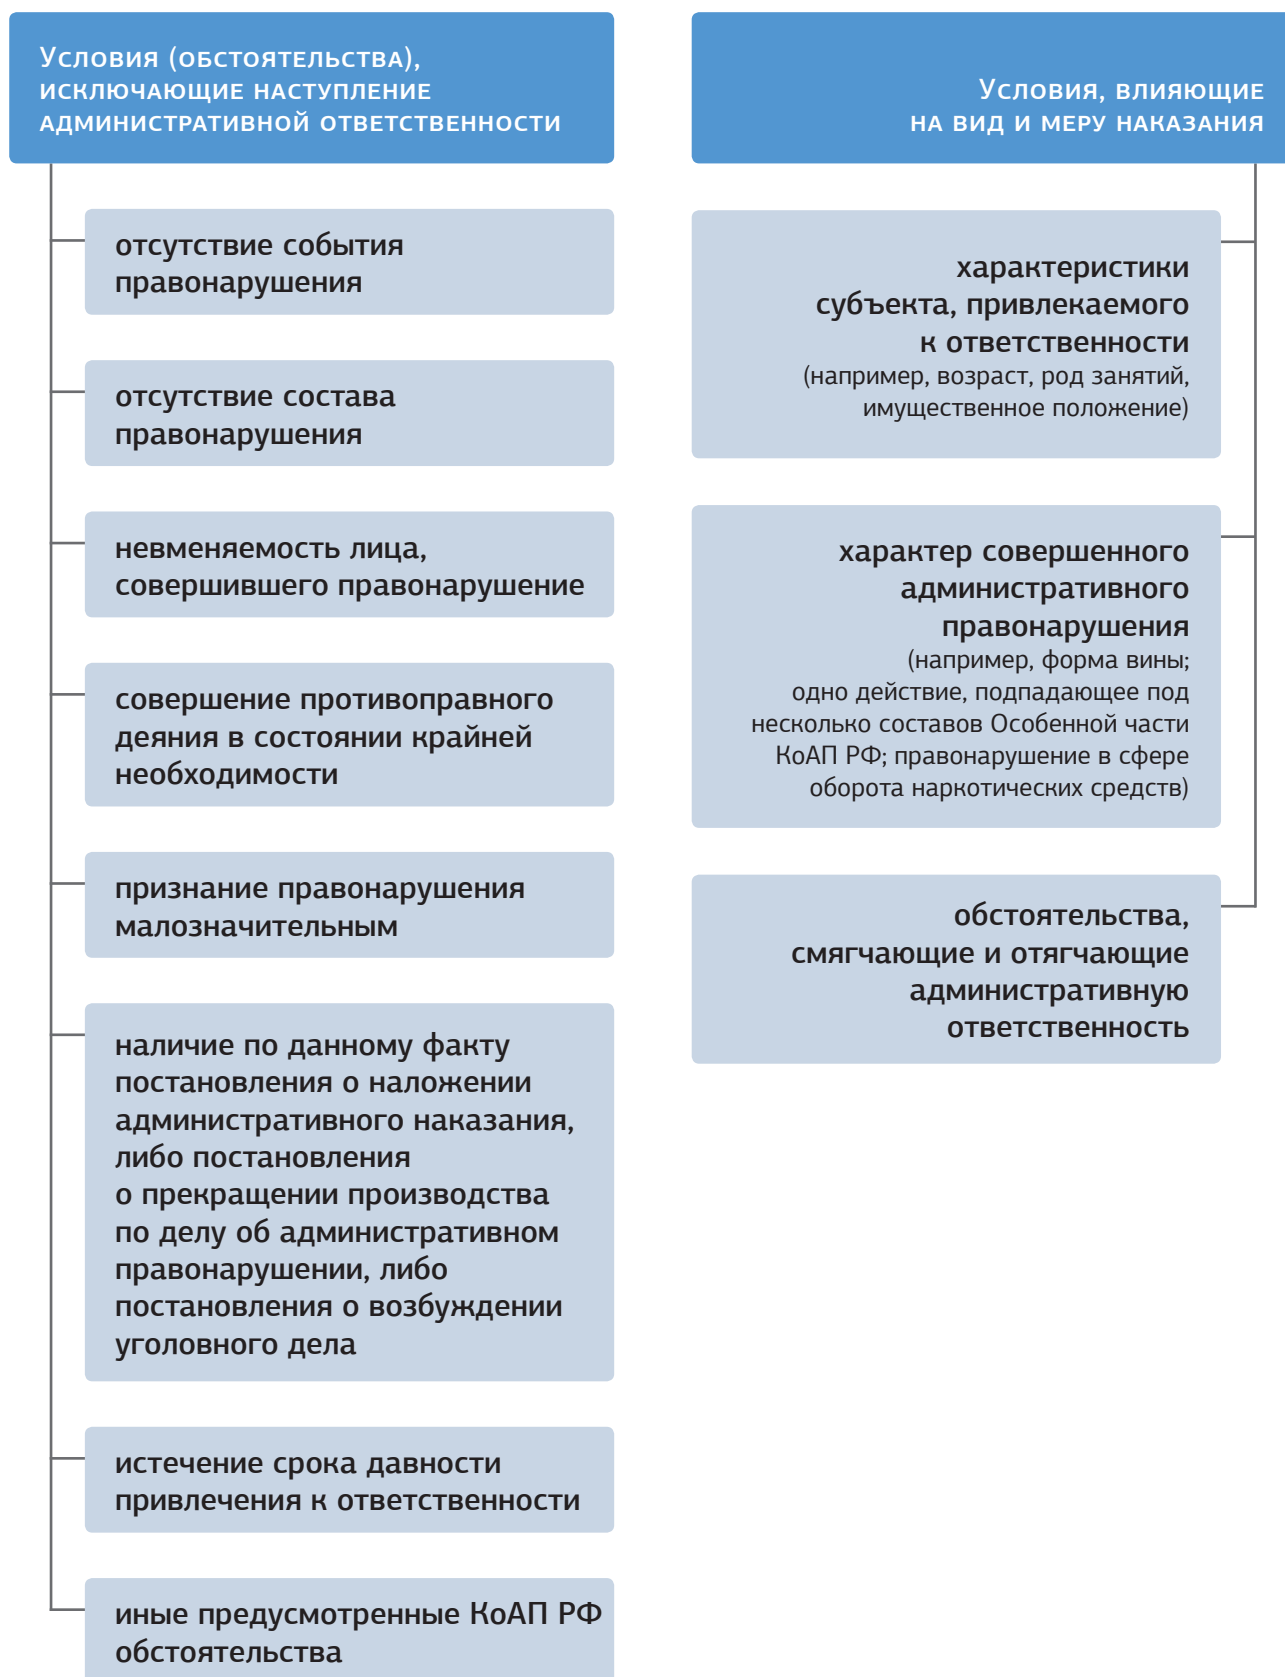 Условия (обстоятельства),
исключающие наступление
административной ответственности
отсутствие события
правонарушения
отсутствие состава
правонарушения
невменяемость лица,
совершившего правонарушение
совершение противоправного
деяния в состоянии крайней
необходимости
признание правонарушения
малозначительным
наличие по данному факту
постановления о наложении
административного наказания,
либо постановления
о прекращении производства
по делу об административном
правонарушении, либо
постановления о возбуждении
уголовного дела
истечение срока давности
привлечения к ответственности
иные предусмотренные КоАП РФ
обстоятельства
Условия, влияющие
на вид и меру наказания
характеристики
субъекта, привлекаемого
к ответственности
(например, возраст, род занятий,
имущественное положение)
характер совершенного
административного
правонарушения
(например, форма вины;
одно действие, подпадающее под
несколько составов Особенной части
КоАП РФ; правонарушение в сфере
оборота наркотических средств)
обстоятельства,
смягчающие и отягчающие
административную
ответственность